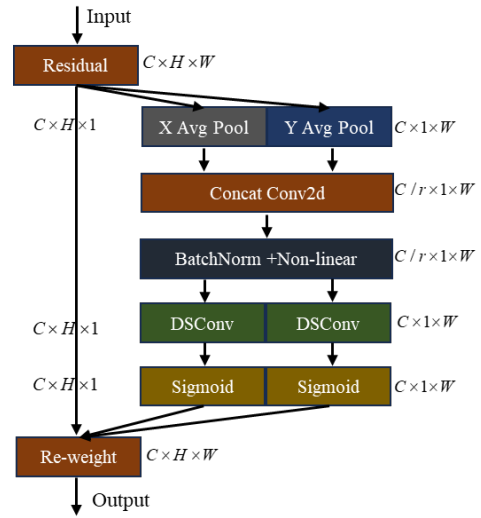 Input
Residual C×H×W
C×H×1 X Avg Pool Y Avg Pool C×1×W
Concat Conv2d C/r×1×W
BatchNorm +Non-linear C/r×1×W
C×H×1 DSConv DSConv C×1×W
C×H×1 Sigmoid Sigmoid C×1×W
Re-weight C×H×W
Output